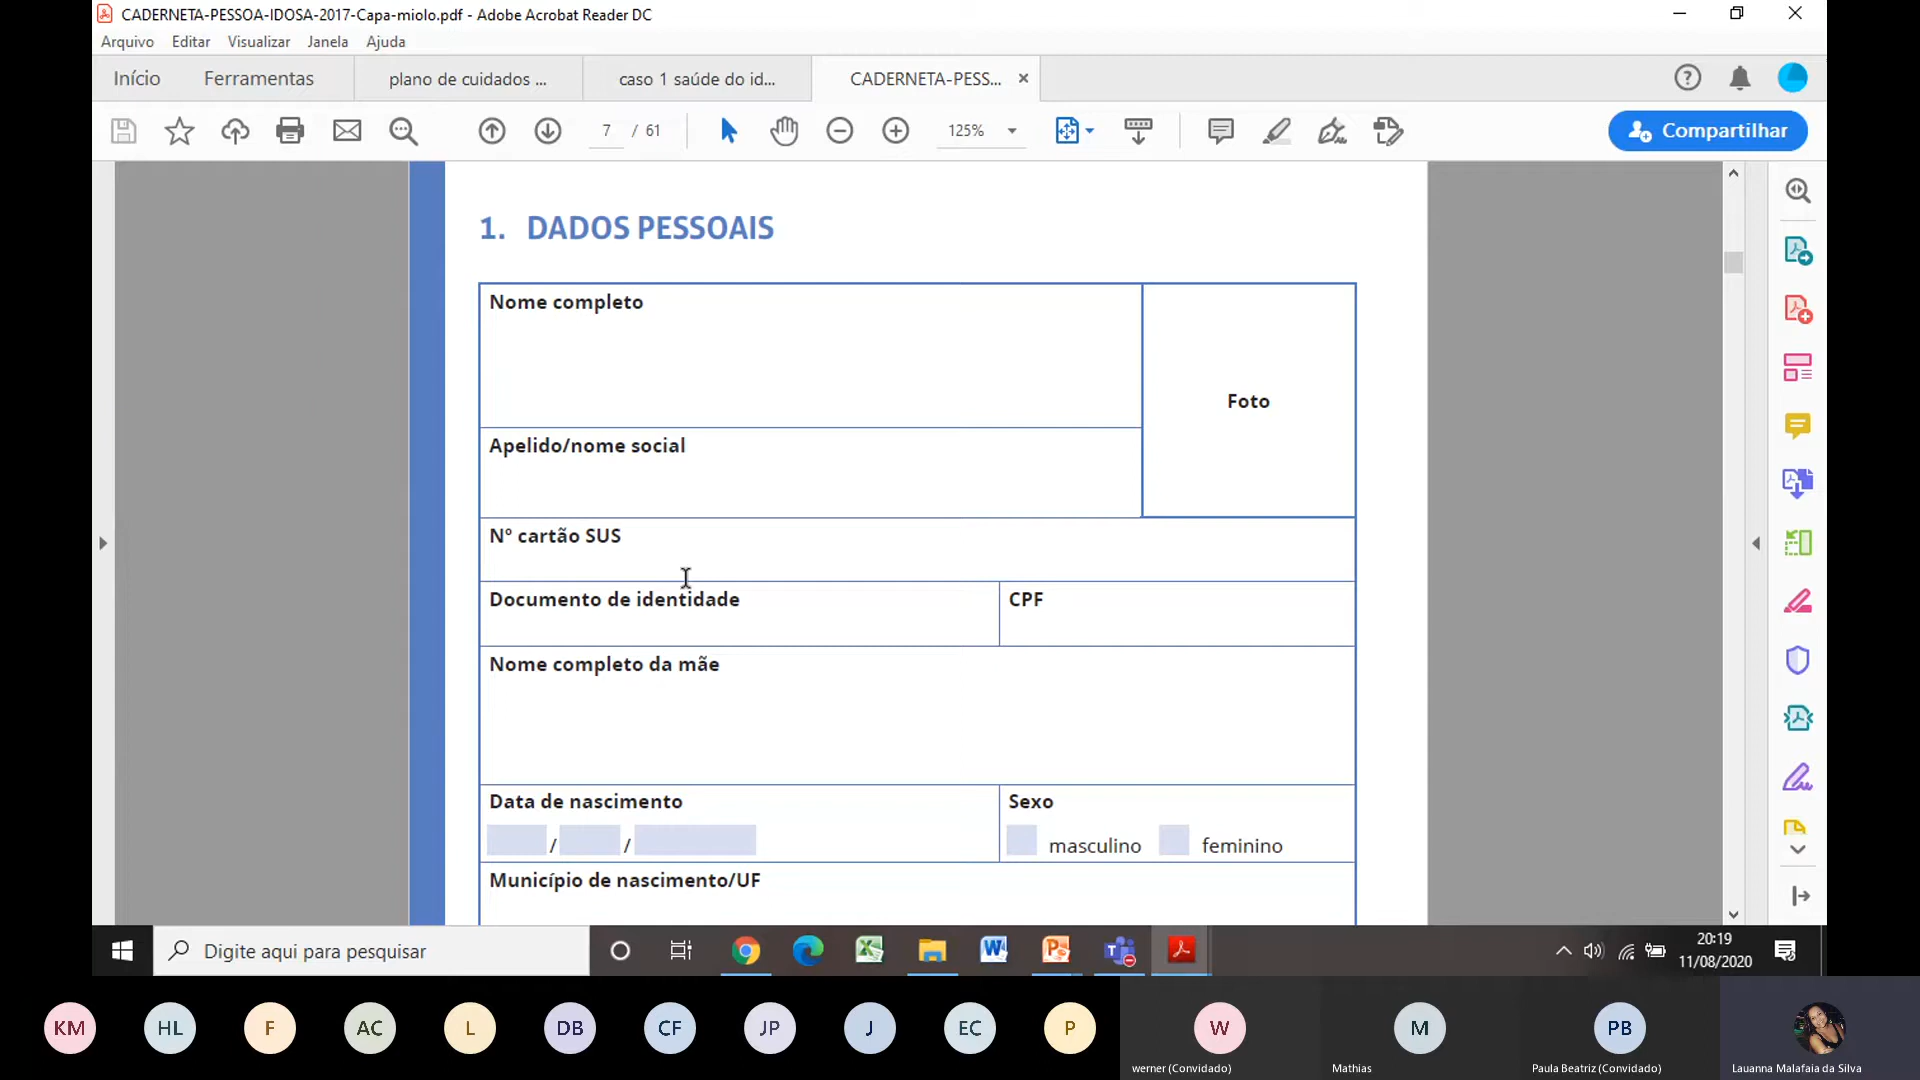 CADERNETA-PESSOA-IDOSA-2017-Capa-miolo.pdf - Adobe Acrobat Reader DC
Arquivo Editar Visualizar Janela Ajuda
Início Ferramentas plano de cuidados ... caso 1 saúde do id... CADERNETA-PESS... ×
7 / 61 125% Compartilhar
1. DADOS PESSOAIS
Nome completo
Foto
Apelido/nome social
Nº cartão SUS
Documento de identidade CPF
Nome completo da mãe
Data de nascimento Sexo
/ / masculino feminino
Município de nascimento/UF
Digite aqui para pesquisar
20:19
11/08/2020
KM HL F AC L DB CF JP J EC P W M PB
werner (Convidado) Mathias Paula Beatriz (Convidado) Lauanna Malafaia da Silva